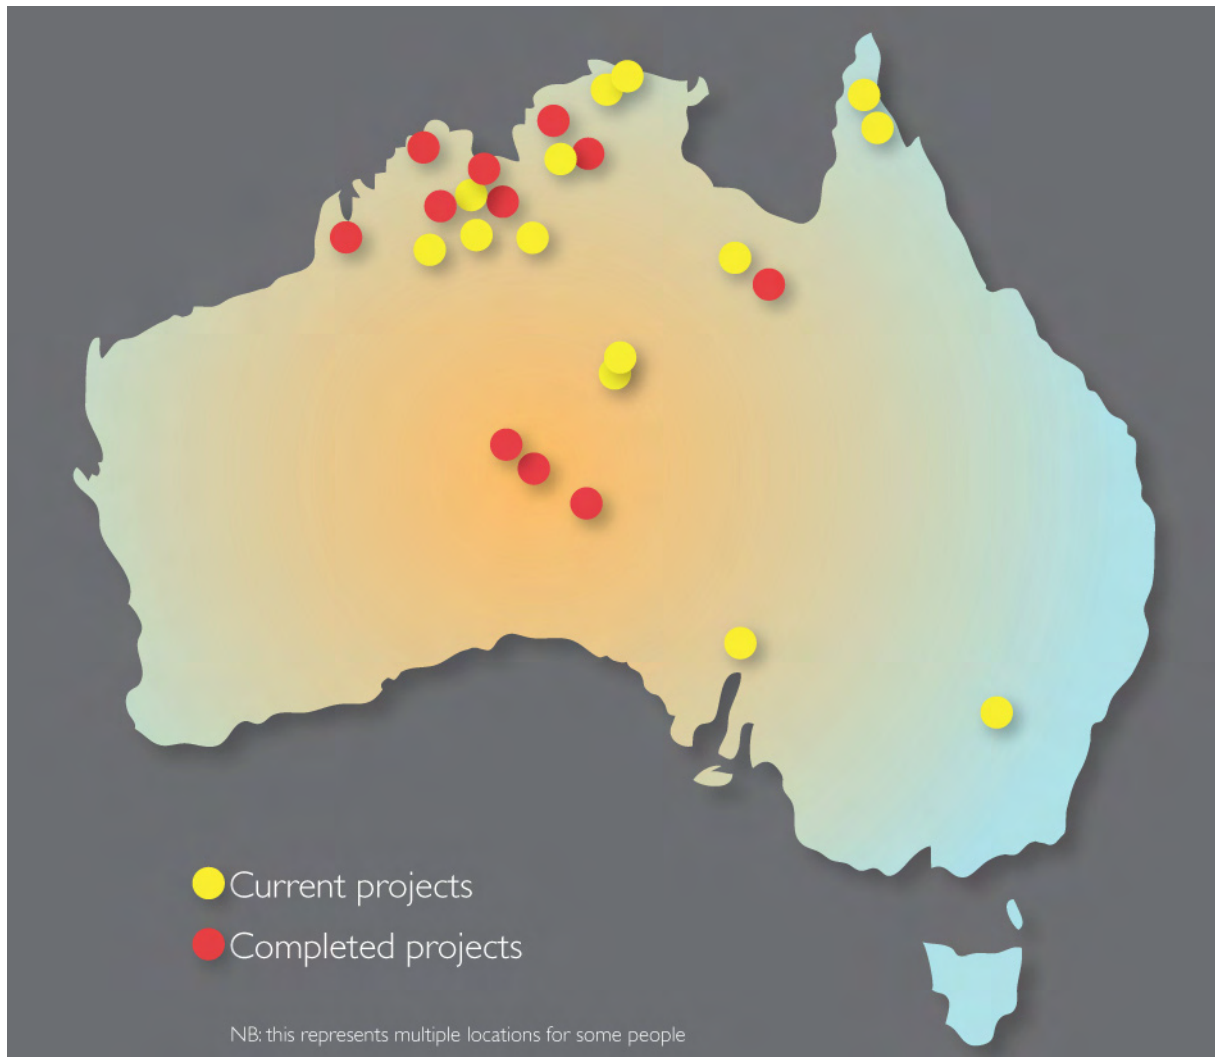 Current projects
Completed projects
NB: this represents multiple locations for some people